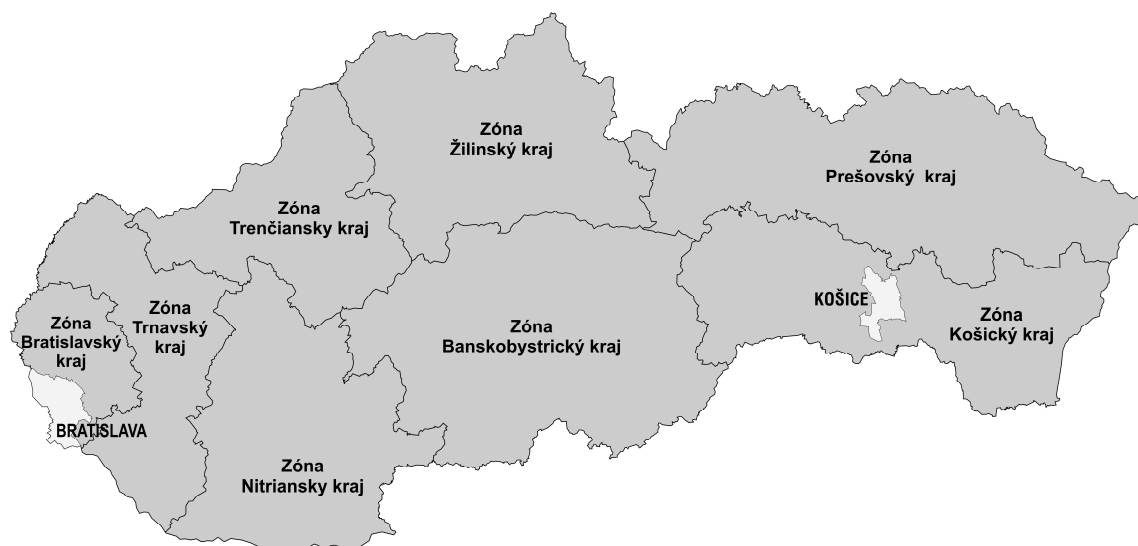 Zóna
Žilinský kraj
Zóna
Prešovský kraj
Zóna
Trenčiansky kraj
KOŠICE
Zóna
Košický kraj
Zóna
Bratislavský
kraj
Zóna
Trnavský
kraj
Zóna
Banskobystrický kraj
BRATISLAVA
Zóna
Nitriansky kraj